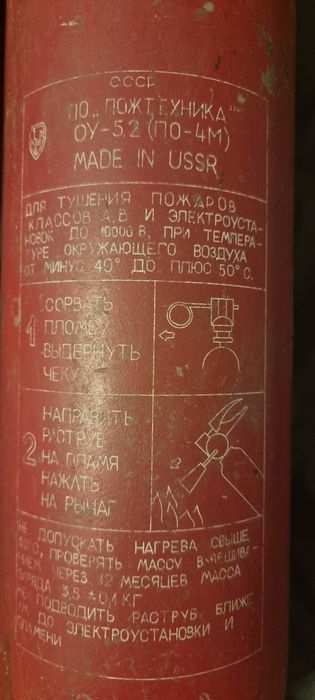 СССР
ПО „ПОЖТЕХНИКА"
ОУ-5.2 (ПО-4М)
MADE IN USSR
ДЛЯ ТУШЕНИЯ ПОЖАРОВ
КЛАССОВ А,В И ЭЛЕКТРОУСТА-
НОВОК ДО 10000 В, ПРИ ТЕМПЕРА-
ТУРЕ ОКРУЖАЮЩЕГО ВОЗДУХА
ОТ МИНУС 40° ДО ПЛЮС 50° С.
1
СОРВАТЬ
ПЛОМБУ
ВЫДЕРНУТЬ
ЧЕКУ
2
НАПРАВИТЬ
РАСТРУБ
НА ПЛАМЯ
НАЖАТЬ
НА РЫЧАГ
НЕ ДОПУСКАТЬ НАГРЕВА СВЫШЕ
ПРОВЕРЯТЬ МАССУ ВЗВЕШИВА-
НИЕМ ЧЕРЕЗ 12 МЕСЯЦЕВ МАССА
ЗАРЯДА 3,5 ±0,1 КГ
НЕ ПОДВОДИТЬ РАСТРУБ БЛИЖЕ
ДО ЭЛЕКТРОУСТАНОВКИ И
ПЛАМЕНИ